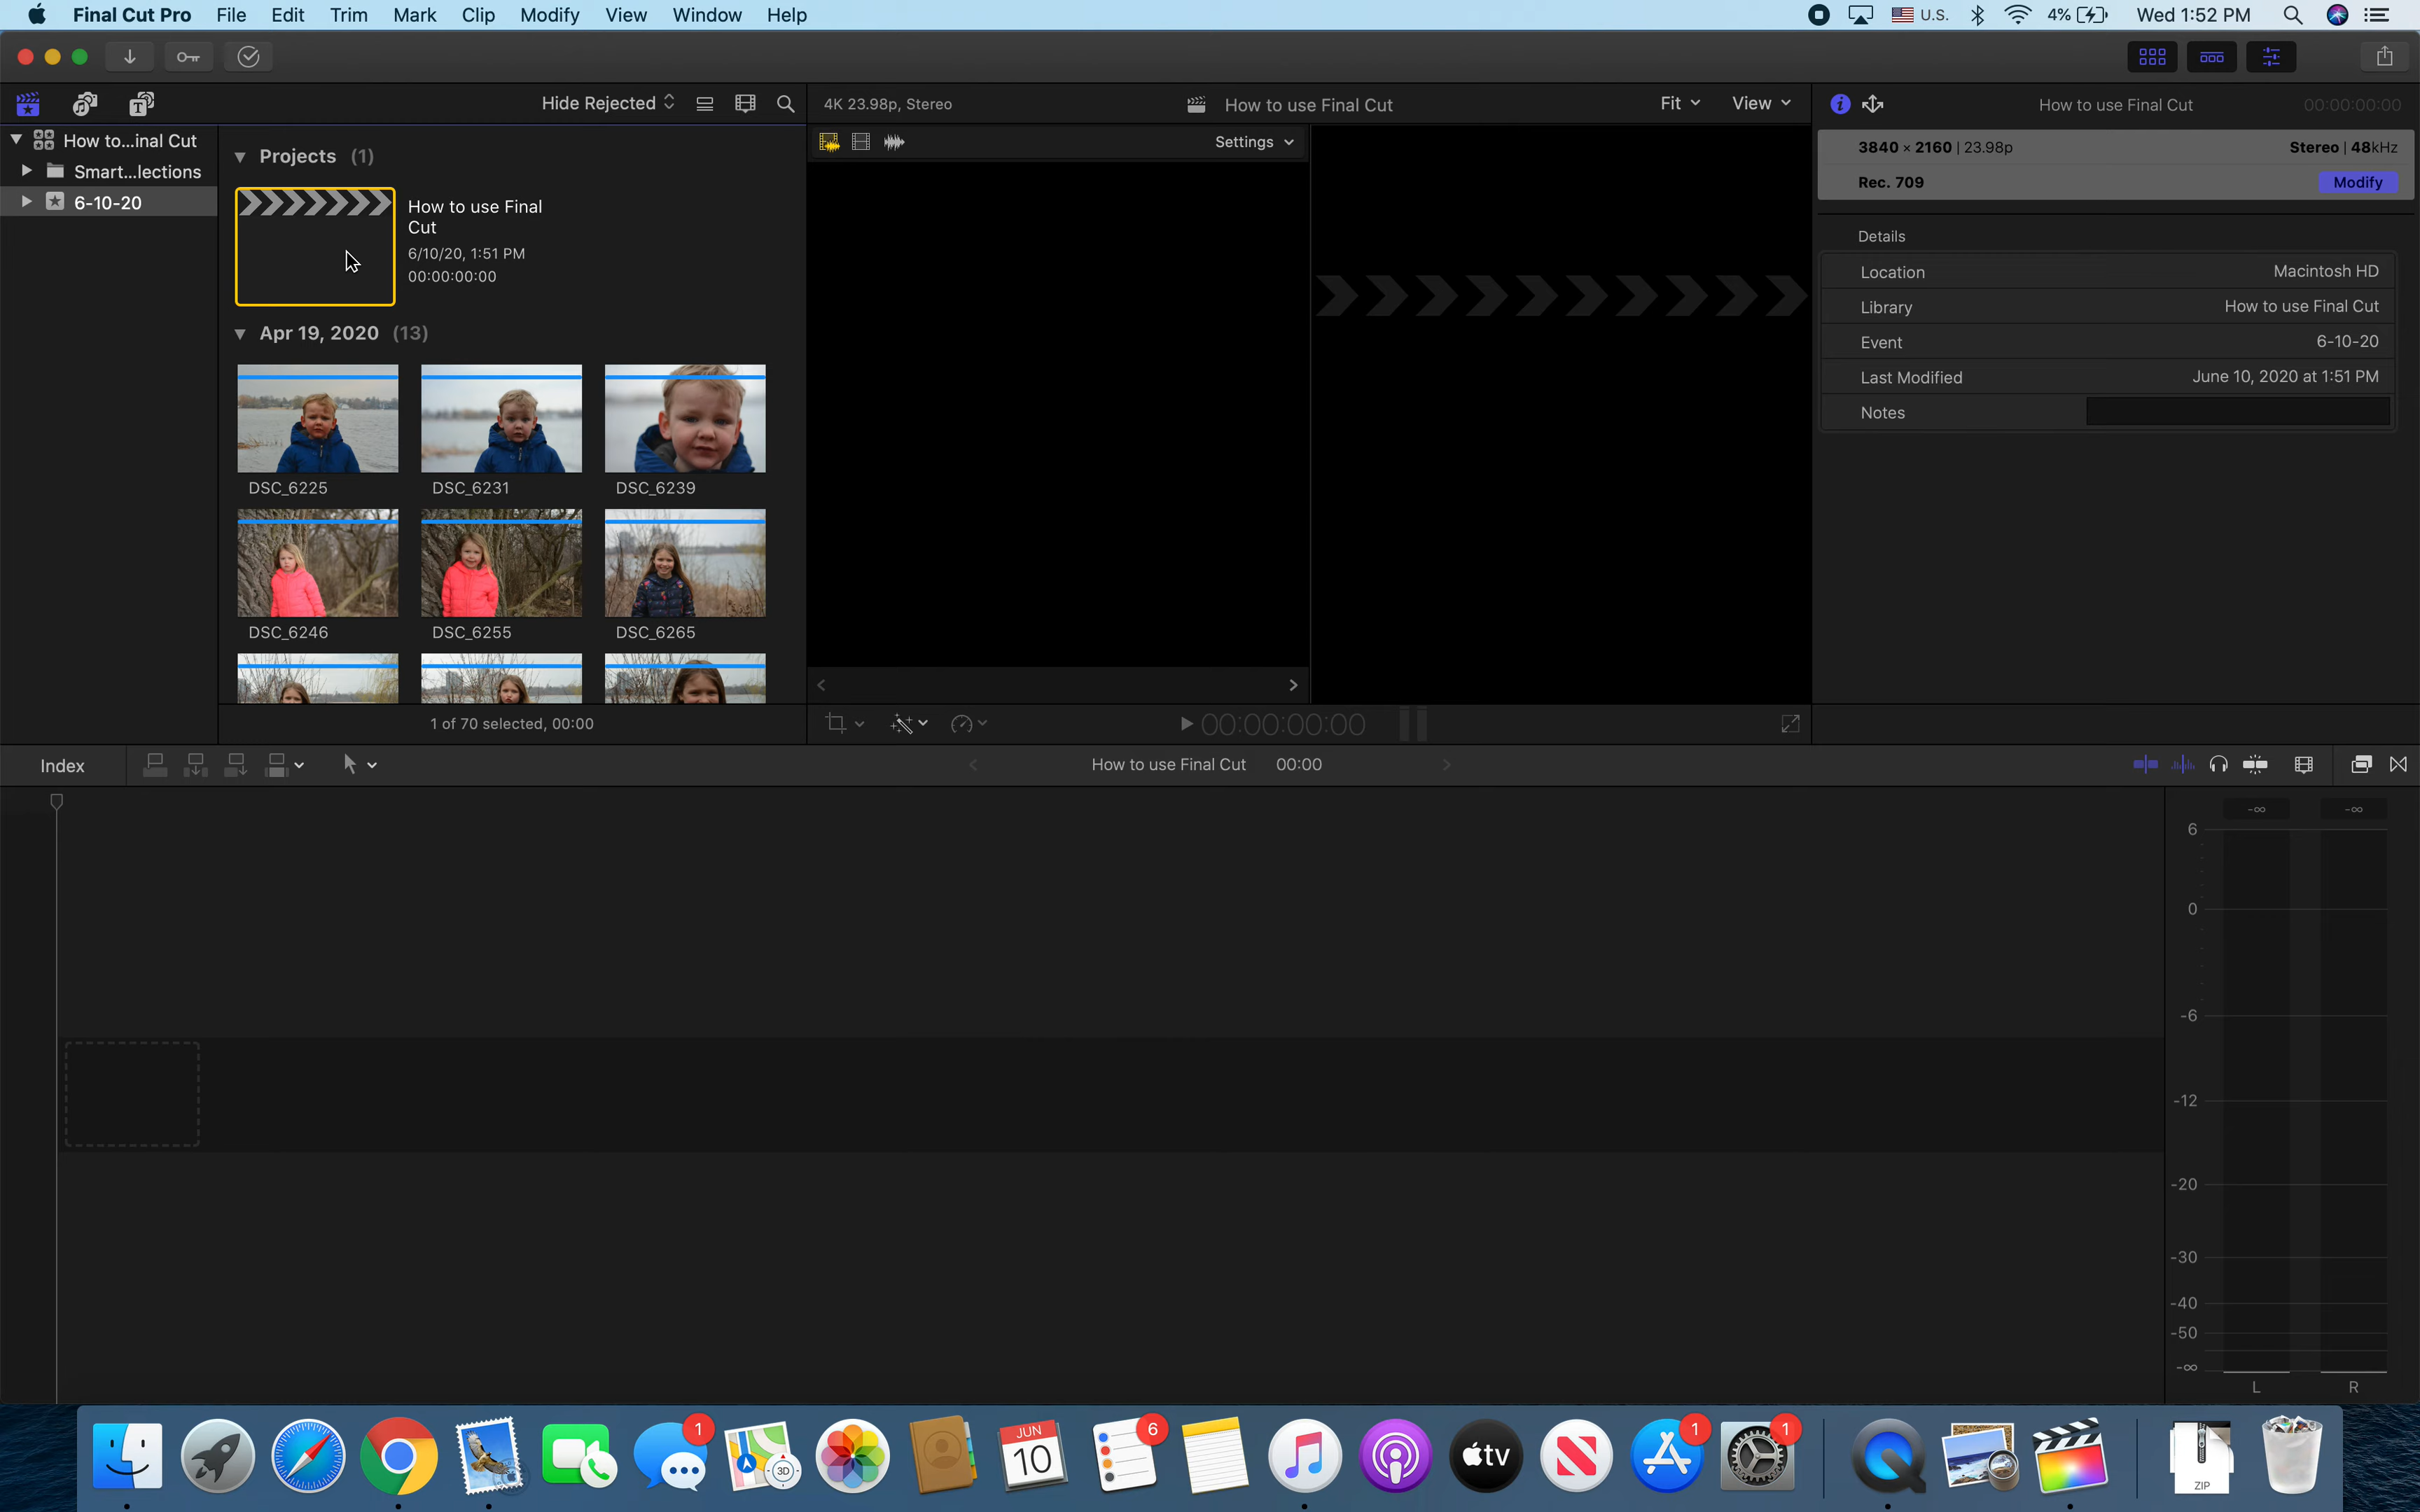 Final Cut Pro File Edit Trim Mark Clip Modify View Window Help U.S. 4% Wed 1:52 PM
Hide Rejected 4K 23.98p, Stereo How to use Final Cut Fit View How to use Final Cut 00:00:00:00
How to...inal Cut
Smart...lections
6-10-20
Projects (1)
How to use Final
Cut
6/10/20, 1:51 PM
00:00:00:00
Apr 19, 2020 (13)
DSC_6225 DSC_6231 DSC_6239
DSC_6246 DSC_6255 DSC_6265
1 of 70 selected, 00:00
Settings
00:00:00:00
3840 × 2160 | 23.98p Stereo | 48kHz
Rec. 709 Modify
Details
Location Macintosh HD
Library How to use Final Cut
Event 6-10-20
Last Modified June 10, 2020 at 1:51 PM
Notes
Index How to use Final Cut 00:00
-∞ -∞
6
0
-6
-12
-20
-30
-40
-50
-∞
L R
1 3D JUN 10 6 tv 1 1 ZIP